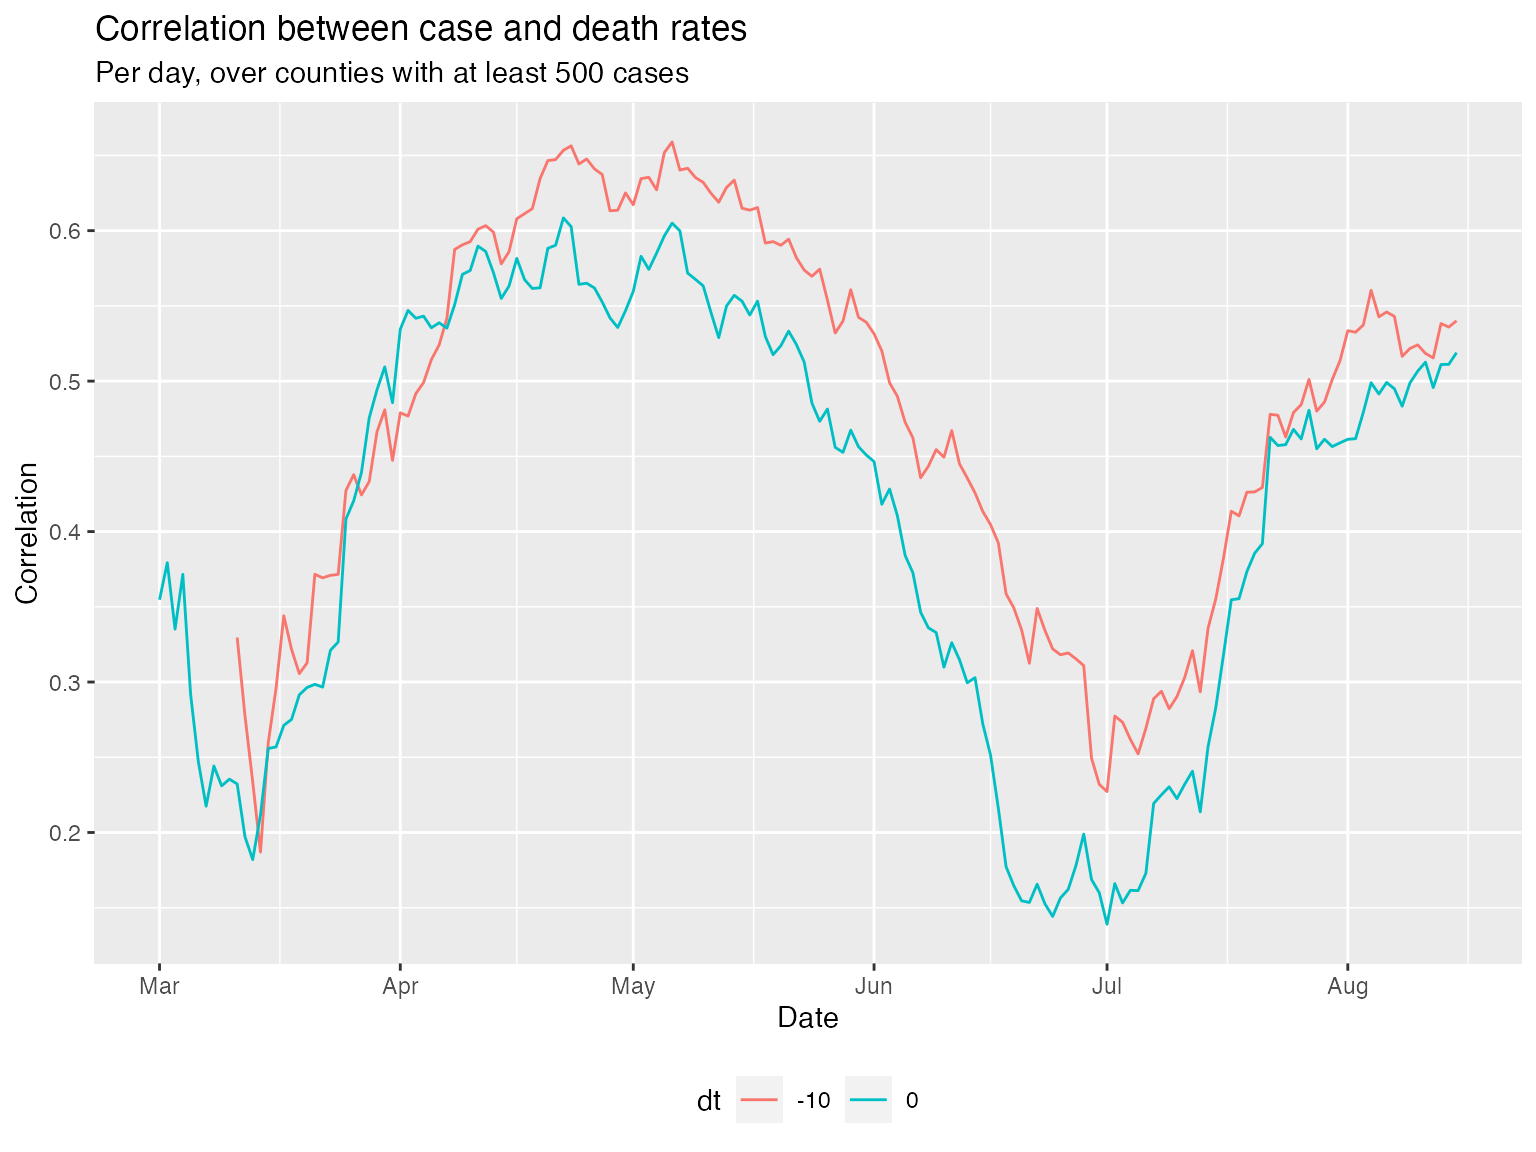 Correlation between case and death rates
Per day, over counties with at least 500 cases
Correlation
0.6
0.5
0.4
0.3
0.2
Mar Apr May Jun Jul Aug
Date
dt -10 0